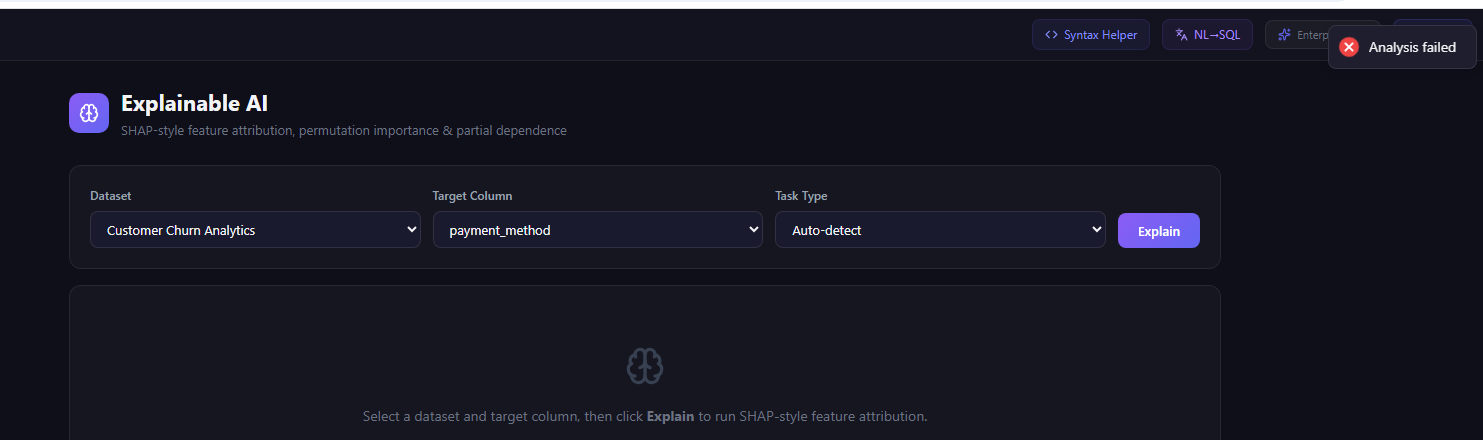 Syntax Helper
NL→SQL
Enterp
Analysis failed
Explainable AI
SHAP-style feature attribution, permutation importance & partial dependence
Dataset
Target Column
Task Type
Customer Churn Analytics
payment_method
Auto-detect
Explain
Select a dataset and target column, then click Explain to run SHAP-style feature attribution.